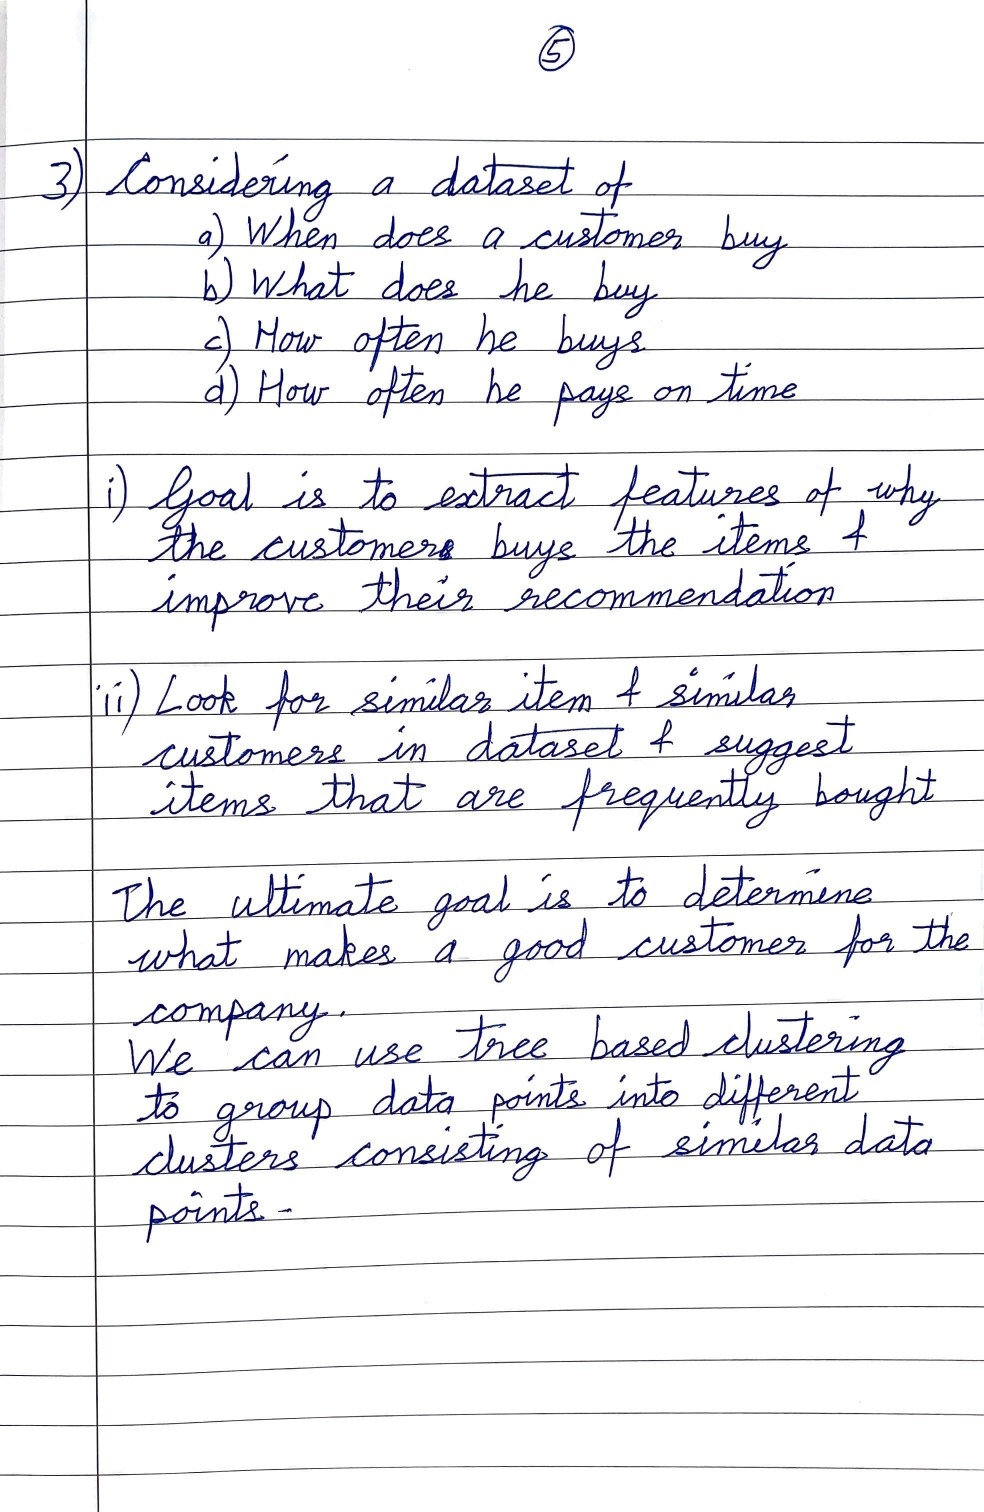 5
3) Considering a dataset of
a) When does a customer buy
b) What does he buy
c) How often he buys
d) How often he pays on time
i) Goal is to extract features of why
the customers buys the items &
improve their recommendation
ii) Look for similar item & similar
customers in dataset & suggest
items that are frequently bought
The ultimate goal is to determine
what makes a good customer for the
company.
We can use tree based clustering
to group data points into different
clusters consisting of similar data
points-